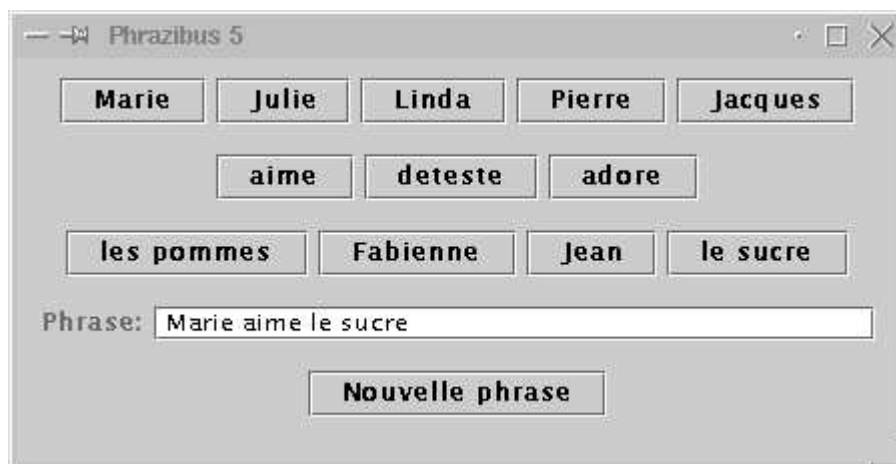 Phrazibus 5
Marie Julie Linda Pierre Jacques
aime deteste adore
les pommes Fabienne Jean le sucre
Phrase: Marie aime le sucre
Nouvelle phrase